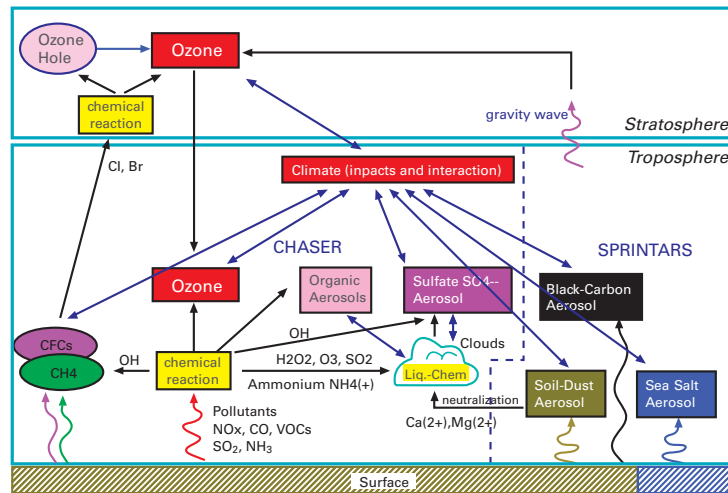 Ozone
Hole
Ozone
chemical
reaction
gravity wave
Stratosphere
Troposphere
Cl, Br
Climate (inpacts and interaction)
CHASER
SPRINTARS
Ozone
Organic
Aerosols
Sulfate SO4--
Aerosol
Black-Carbon
Aerosol
CFCs
CH4
OH
chemical
reaction
OH
H2O2, O3, SO2
Ammonium NH4(+)
Clouds
Liq.-Chem
neutralization
Ca(2+),Mg(2+)
Soil-Dust
Aerosol
Sea Salt
Aerosol
Pollutants
NOx, CO, VOCs
SO₂, NH₃
Surface